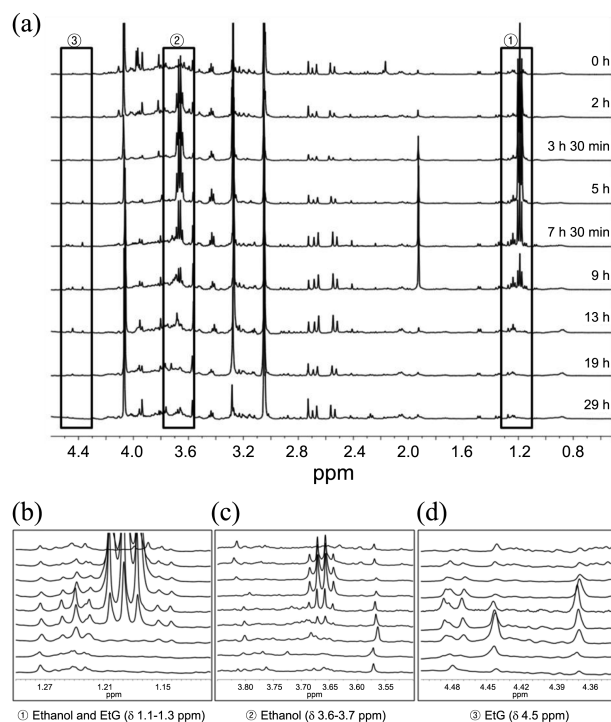 (a)
③ ② ①
0 h
2 h
3 h 30 min
5 h
7 h 30 min
9 h
13 h
19 h
29 h
4.4 4.0 3.6 3.2 2.8 2.4 2.0 1.6 1.2 0.8
ppm
(b) (c) (d)
1.27 1.21 1.15 3.80 3.75 3.70 3.65 3.60 3.55 4.48 4.45 4.44 4.40 4.36
ppm ppm ppm
① Ethanol and EtG (δ 1.1-1.3 ppm) ② Ethanol (δ 3.6-3.7 ppm) ③ EtG (δ 4.5 ppm)